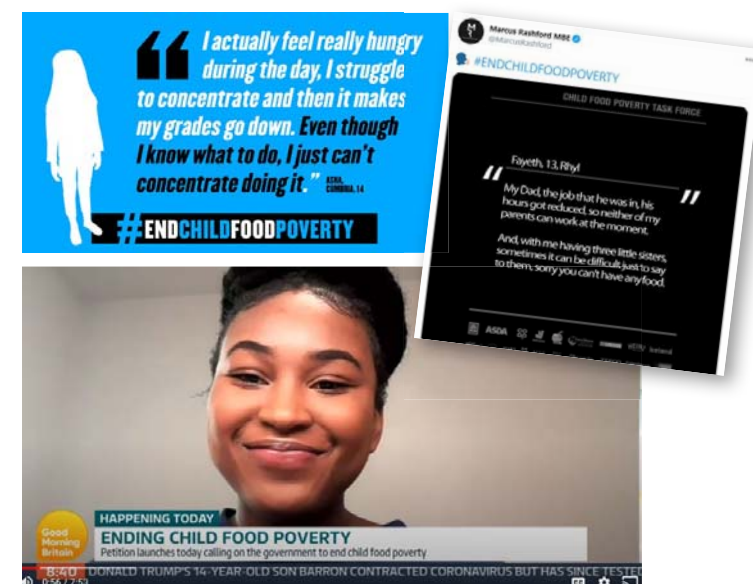 “ I actually feel really hungry
during the day, I struggle
to concentrate and then it makes
my grades go down. Even though
I know what to do, I just can't
concentrate doing it.” KERA,
CUMBRIA, 14
#ENDCHILDFOODPOVERTY
Marcus Rashford MBE
@MarcusRashford
#ENDCHILDFOODPOVERTY
CHILD FOOD POVERTY TASK FORCE
Fayeth, 13, Rhyl
“ My Dad, the job that he was in, his ”
hours got reduced, so neither of my
parents can work at the moment.
And, with me having three little sisters,
sometimes it can be difficult just to say
to them, sorry you can't have any food.
ASDA Iceland
HAPPENING TODAY
Good
Morning
Britain
ENDING CHILD FOOD POVERTY
Petition launches today calling on the government to end child food poverty
8:40 DONALD TRUMP'S 14-YEAR-OLD SON BARRON CONTRACTED CORONAVIRUS BUT HAS SINCE TESTED
0:56 / 7:53